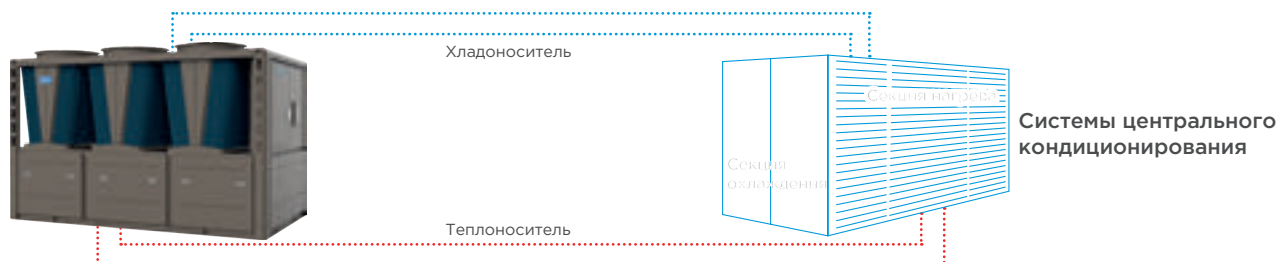 Хладоноситель
Секция нагрева
Системы центрального
кондиционирования
Секция
охлаждения
Теплоноситель